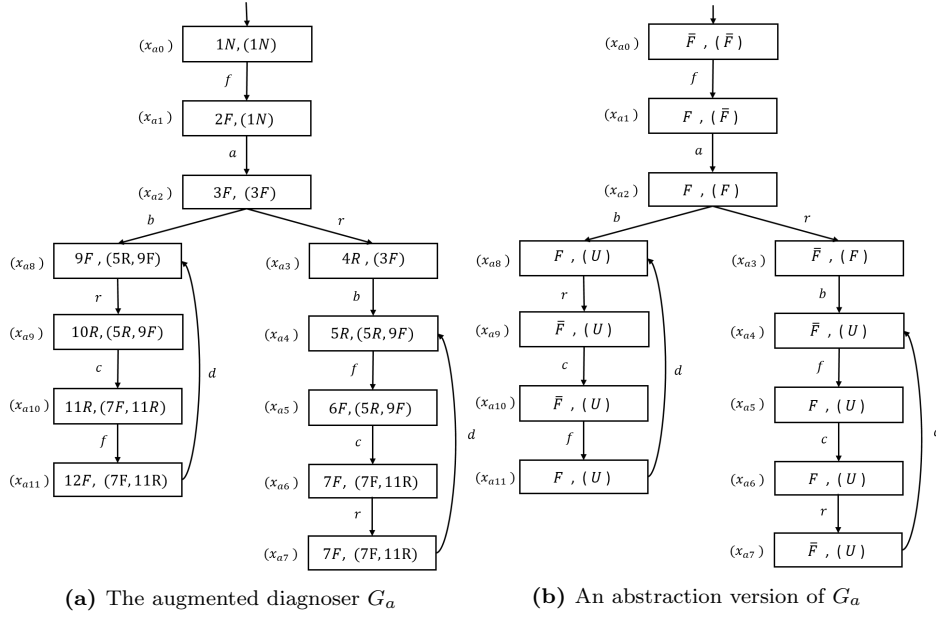 (x_{a0}) 1N, (1N)
f
(x_{a1}) 2F, (1N)
a
(x_{a2}) 3F, (3F)
b r
(x_{a8}) 9F, (5R, 9F)
r
(x_{a9}) 10R, (5R, 9F)
c
(x_{a10}) 11R, (7F, 11R)
f
(x_{a11}) 12F, (7F, 11R)
d
(x_{a3}) 4R, (3F)
b
(x_{a4}) 5R, (5R, 9F)
f
(x_{a5}) 6F, (5R, 9F)
c
(x_{a6}) 7F, (7F, 11R)
r
(x_{a7}) 7F, (7F, 11R)
d
(a) The augmented diagnoser G_a
(x_{a0}) F̄ , (F̄)
f
(x_{a1}) F , (F̄)
a
(x_{a2}) F , (F)
b r
(x_{a8}) F , (U)
r
(x_{a9}) F̄ , (U)
c
(x_{a10}) F̄ , (U)
f
(x_{a11}) F , (U)
d
(x_{a3}) F̄ , (F)
b
(x_{a4}) F̄ , (U)
f
(x_{a5}) F , (U)
c
(x_{a6}) F , (U)
r
(x_{a7}) F̄ , (U)
(b) An abstraction version of G_a